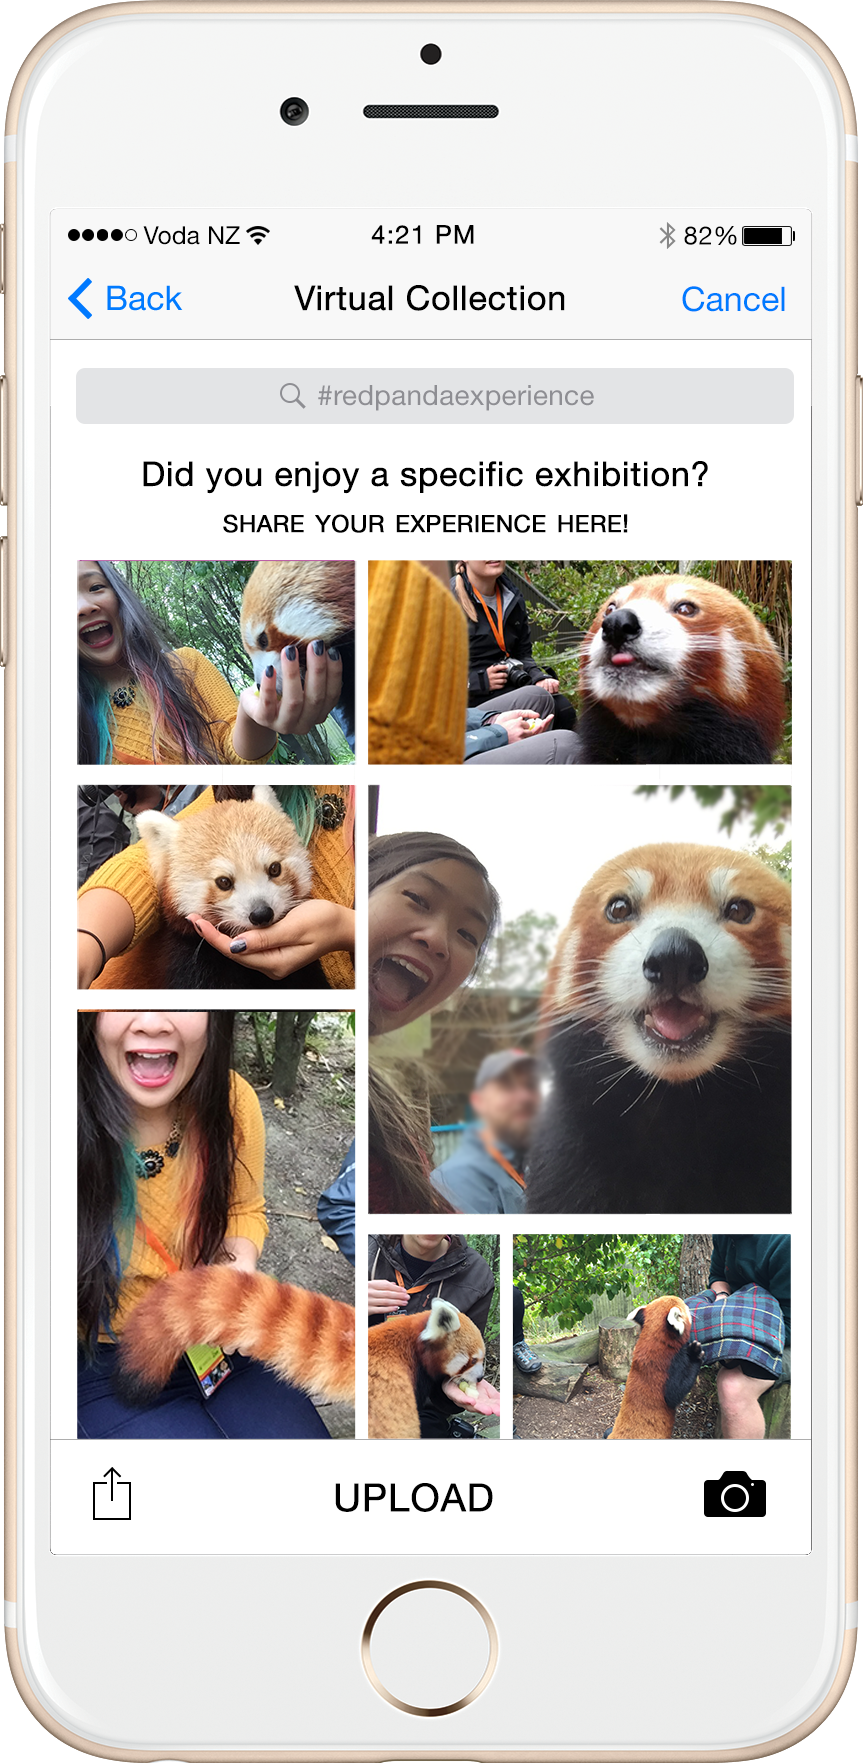 Voda NZ 4:21 PM 82%
Back Virtual Collection Cancel
#redpandaexperience
Did you enjoy a specific exhibition?
SHARE YOUR EXPERIENCE HERE!
UPLOAD